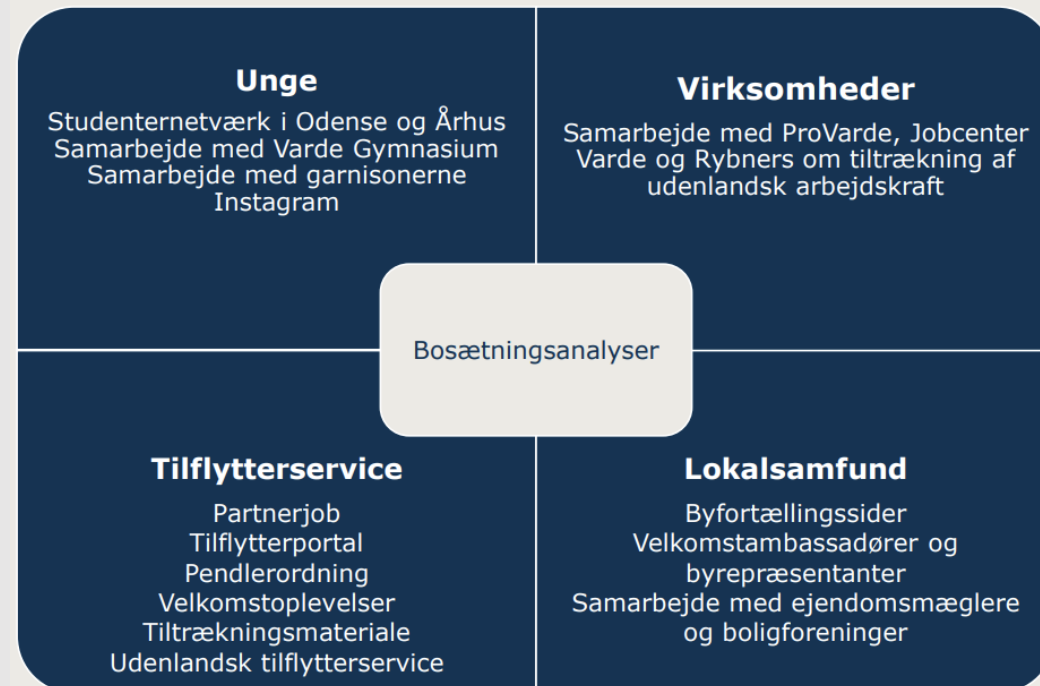 Unge
Studenternetværk i Odense og Århus
Samarbejde med Varde Gymnasium
Samarbejde med garnisonerne
Instagram
Virksomheder
Samarbejde med ProVarde, Jobcenter
Varde og Rybners om tiltrækning af
udenlandsk arbejdskraft
Bosætningsanalyser
Tilflytterservice
Partnerjob
Tilflytterportal
Pendlerordning
Velkomstoplevelser
Tiltrækningsmateriale
Udenlandsk tilflytterservice
Lokalsamfund
Byfortællingssider
Velkomstambassadører og
byrepræsentanter
Samarbejde med ejendomsmæglere
og boligforeninger